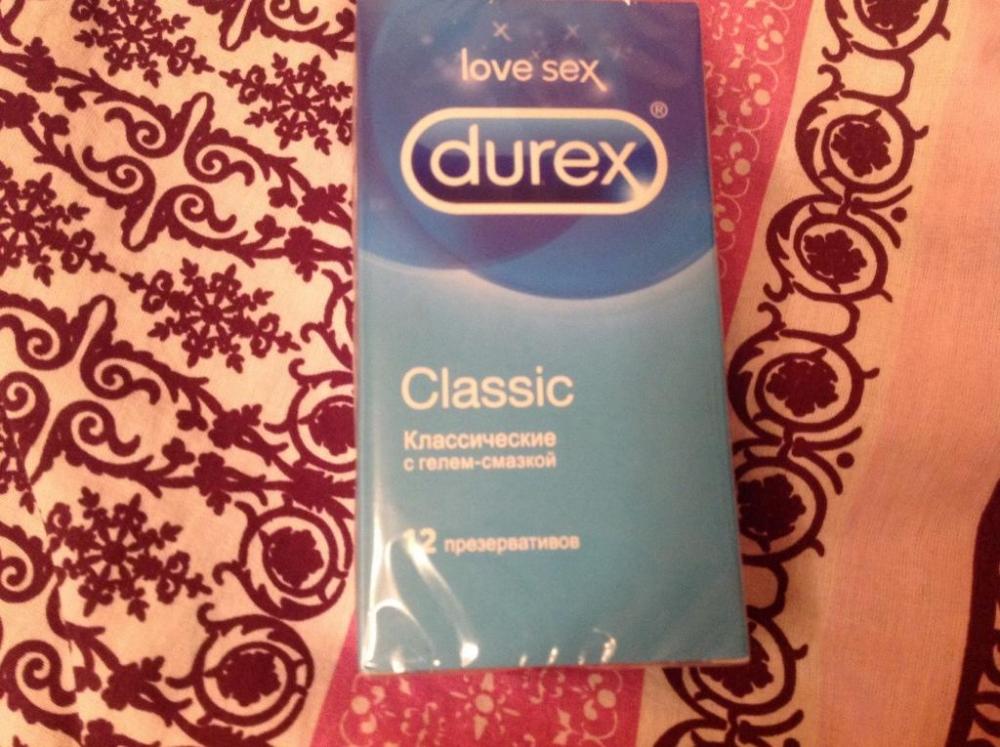 love sex
durex®
Classic
Классические
с гелем-смазкой
12 презервативов